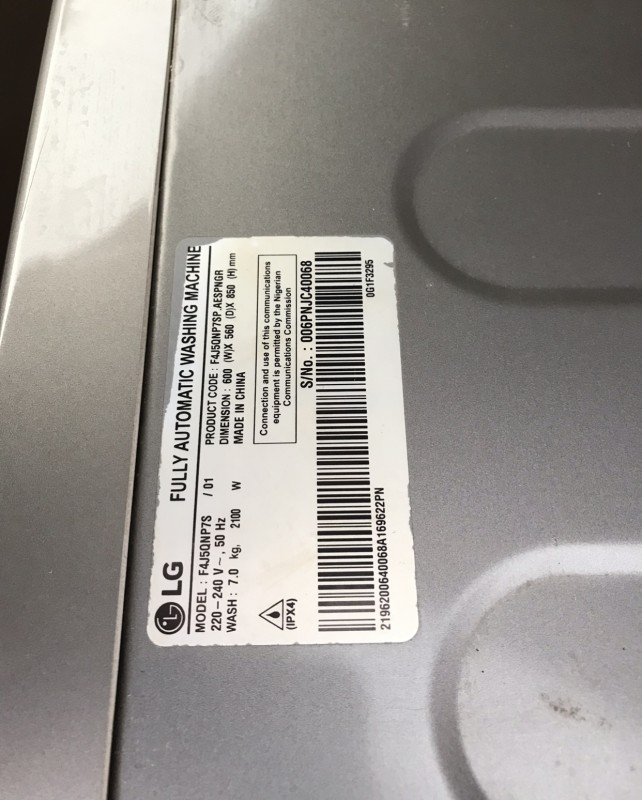 LG FULLY AUTOMATIC WASHING MACHINE
MODEL : F4J5QNP7S / 01
220-240 V~, 50 Hz
WASH : 7.0 kg, 2100 W
PRODUCT CODE : F4J5QNP7SP.AESPNGR
DIMENSION : 600 (W)X 560 (D)X 850 (H) mm
MADE IN CHINA
(IPX4)
Connection and use of this communications
equipment is permitted by the Nigerian
Communications Commission
S/No. : 006PNJC40068
2196200640068A169622PN
0G1F3295